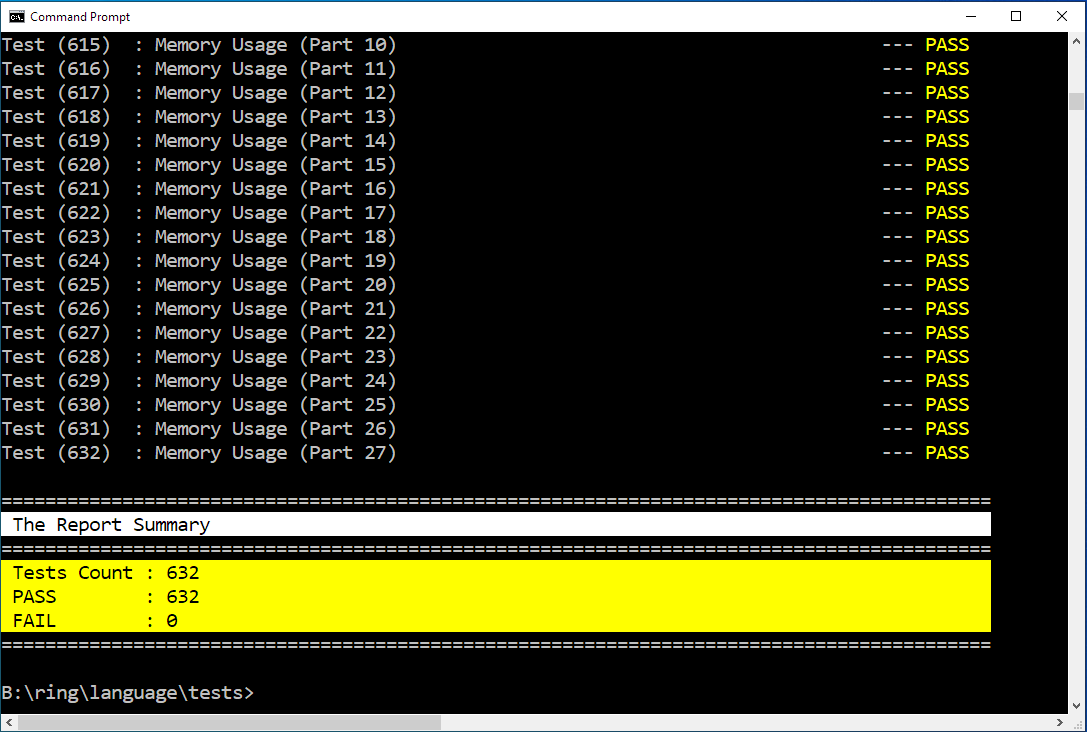 Command Prompt
Test (615)  : Memory Usage (Part 10)                                            --- PASS
Test (616)  : Memory Usage (Part 11)                                            --- PASS
Test (617)  : Memory Usage (Part 12)                                            --- PASS
Test (618)  : Memory Usage (Part 13)                                            --- PASS
Test (619)  : Memory Usage (Part 14)                                            --- PASS
Test (620)  : Memory Usage (Part 15)                                            --- PASS
Test (621)  : Memory Usage (Part 16)                                            --- PASS
Test (622)  : Memory Usage (Part 17)                                            --- PASS
Test (623)  : Memory Usage (Part 18)                                            --- PASS
Test (624)  : Memory Usage (Part 19)                                            --- PASS
Test (625)  : Memory Usage (Part 20)                                            --- PASS
Test (626)  : Memory Usage (Part 21)                                            --- PASS
Test (627)  : Memory Usage (Part 22)                                            --- PASS
Test (628)  : Memory Usage (Part 23)                                            --- PASS
Test (629)  : Memory Usage (Part 24)                                            --- PASS
Test (630)  : Memory Usage (Part 25)                                            --- PASS
Test (631)  : Memory Usage (Part 26)                                            --- PASS
Test (632)  : Memory Usage (Part 27)                                            --- PASS
==========================================================================================
 The Report Summary
==========================================================================================
 Tests Count : 632
 PASS        : 632
 FAIL        : 0
==========================================================================================
B:\ring\language\tests>